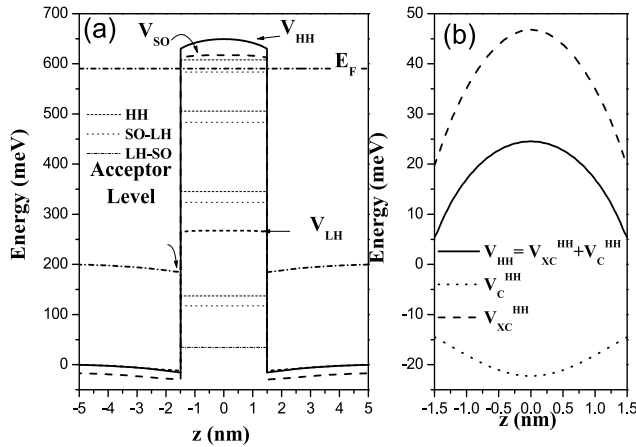 (a)
V_SO
V_HH
E_F
HH
SO-LH
LH-SO
Acceptor
Level
V_LH
Energy (meV)
700
600
500
400
300
200
100
0
-5 -4 -3 -2 -1 0 1 2 3 4 5
z (nm)
(b)
Energy (meV)
50
40
30
20
10
0
-10
-20
V_HH = V_XC^HH + V_C^HH
V_C^HH
V_XC^HH
-1.5 -1.0 -0.5 0.0 0.5 1.0 1.5
z (nm)